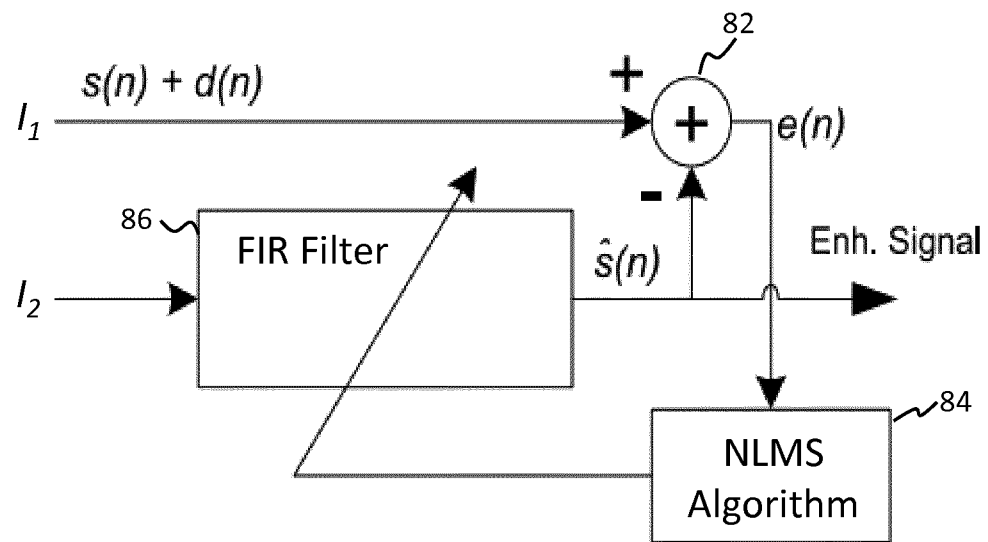 82
s(n) + d(n)
+
I1
+
e(n)
-
86
FIR Filter
ŝ(n)
Enh. Signal
I2
84
NLMS
Algorithm